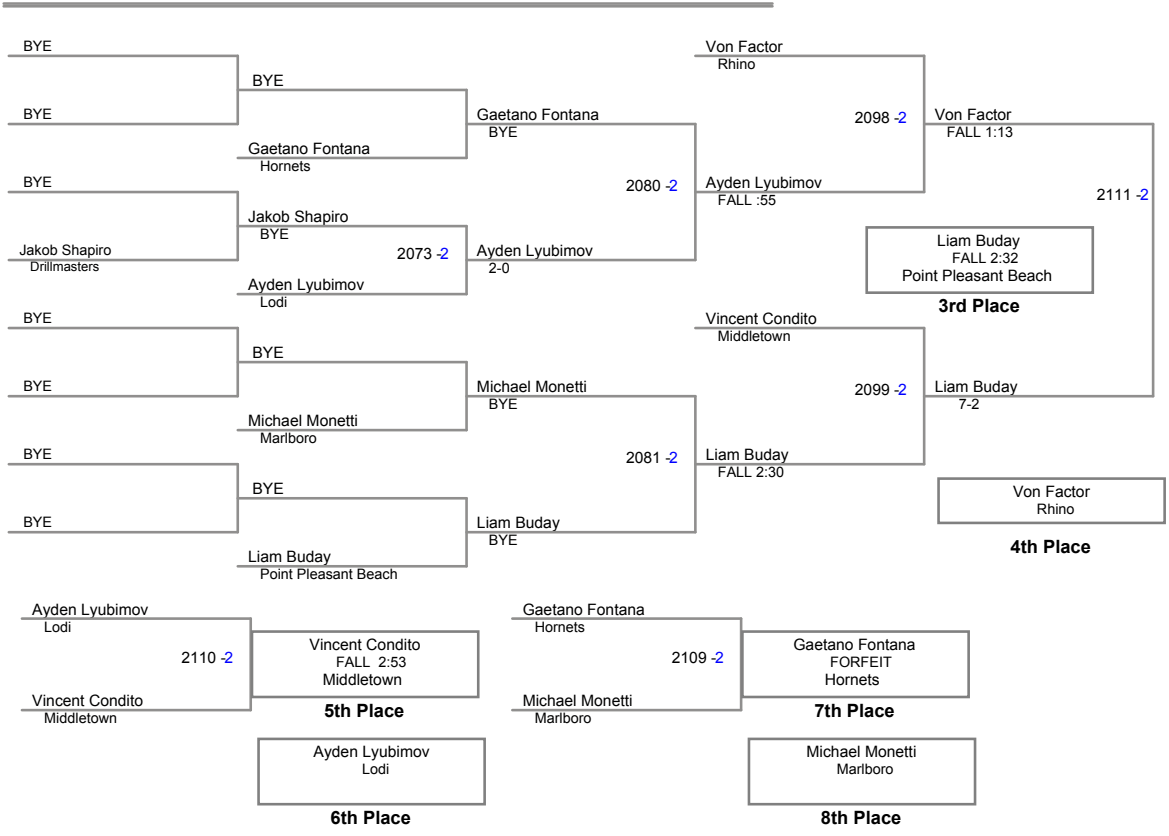 BYE
BYE
BYE
Jakob Shapiro
Drillmasters
BYE
BYE
BYE
BYE
BYE
Gaetano Fontana
Hornets
Jakob Shapiro
BYE
Ayden Lyubimov
Lodi
BYE
Michael Monetti
Marlboro
BYE
Liam Buday
Point Pleasant Beach
Gaetano Fontana
BYE
2073 -2
Ayden Lyubimov
2-0
Michael Monetti
BYE
Liam Buday
BYE
Von Factor
Rhino
2080 -2
Ayden Lyubimov
FALL :55
Vincent Condito
Middletown
2081 -2
Liam Buday
FALL 2:30
2098 -2
Von Factor
FALL 1:13
2099 -2
Liam Buday
7-2
2111 -2
Liam Buday
FALL 2:32
Point Pleasant Beach
3rd Place
Von Factor
Rhino
4th Place
Ayden Lyubimov
Lodi
2110 -2
Vincent Condito
Middletown
Vincent Condito
FALL 2:53
Middletown
5th Place
Ayden Lyubimov
Lodi
6th Place
Gaetano Fontana
Hornets
2109 -2
Michael Monetti
Marlboro
Gaetano Fontana
FORFEIT
Hornets
7th Place
Michael Monetti
Marlboro
8th Place